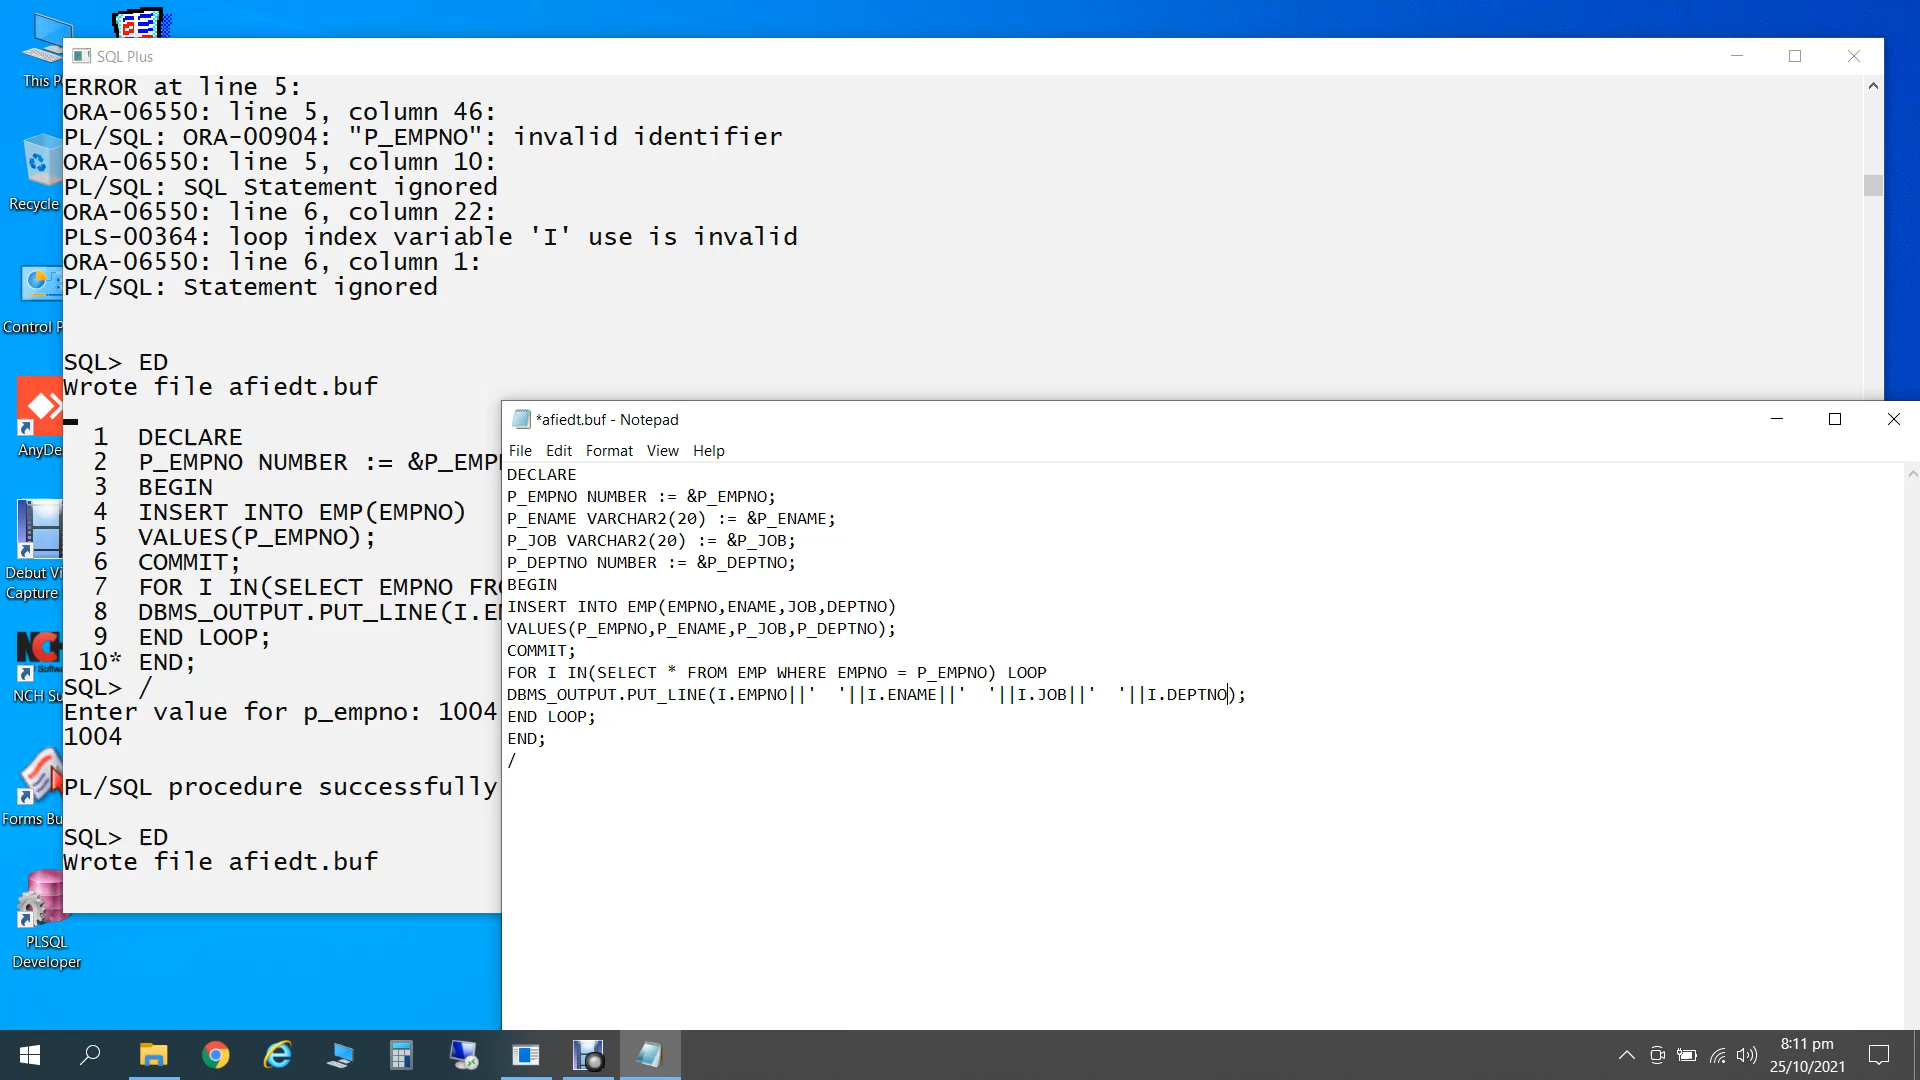 This P
Recycle
Control P
AnyDe
Debut Vi
Capture
NCH Su
Forms Bu
PLSQL
Developer
SQL Plus
ERROR at line 5:
ORA-06550: line 5, column 46:
PL/SQL: ORA-00904: "P_EMPNO": invalid identifier
ORA-06550: line 5, column 10:
PL/SQL: SQL Statement ignored
ORA-06550: line 6, column 22:
PLS-00364: loop index variable 'I' use is invalid
ORA-06550: line 6, column 1:
PL/SQL: Statement ignored
SQL> ED
Wrote file afiedt.buf
1 DECLARE
2 P_EMPNO NUMBER := &P_EMP
3 BEGIN
4 INSERT INTO EMP(EMPNO)
5 VALUES(P_EMPNO);
6 COMMIT;
7 FOR I IN(SELECT EMPNO FRO
8 DBMS_OUTPUT.PUT_LINE(I.E
9 END LOOP;
10* END;
SQL> /
Enter value for p_empno: 1004
1004
PL/SQL procedure successfully
SQL> ED
Wrote file afiedt.buf
*afiedt.buf - Notepad
File Edit Format View Help
DECLARE
P_EMPNO NUMBER := &P_EMPNO;
P_ENAME VARCHAR2(20) := &P_ENAME;
P_JOB VARCHAR2(20) := &P_JOB;
P_DEPTNO NUMBER := &P_DEPTNO;
BEGIN
INSERT INTO EMP(EMPNO,ENAME,JOB,DEPTNO)
VALUES(P_EMPNO,P_ENAME,P_JOB,P_DEPTNO);
COMMIT;
FOR I IN(SELECT * FROM EMP WHERE EMPNO = P_EMPNO) LOOP
DBMS_OUTPUT.PUT_LINE(I.EMPNO||'  '||I.ENAME||'  '||I.JOB||'  '||I.DEPTNO);
END LOOP;
END;
/
8:11 pm
25/10/2021